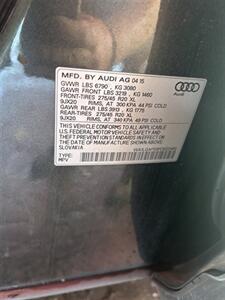 MFD. BY AUDI AG 04 15
GVWR LBS 6790 , KG 3080
GAWR FRONT LBS 3219 , KG 1460
FRONT-TIRES 275/45 R20 XL
9JX20 RIMS, AT 300 KPA 44 PSI COLD
GAWR REAR LBS 3913 , KG 1775
REAR-TIRES 275/45 R20 XL
9JX20 RIMS, AT 340 KPA 49 PSI COLD
THIS VEHICLE CONFORMS TO ALL APPLICABLE
U.S. FEDERAL MOTOR VEHICLE SAFETY AND
THEFT PREVENTION STANDARDS IN EFFECT ON
THE DATE OF MANUFACTURE SHOWN ABOVE.
SLOVAKIA
TYPE:
MPV
Audi